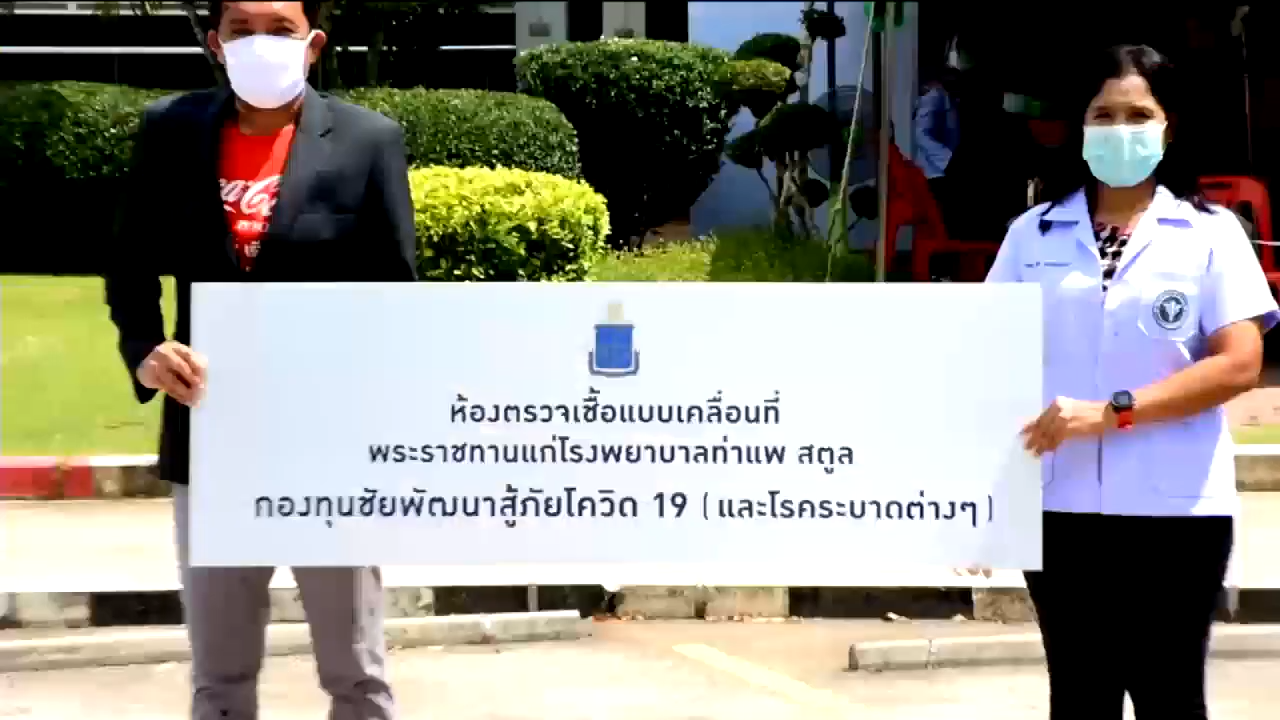 Coca-Cola
ห้องตรวจเชื้อแบบเคลื่อนที่
พระราชทานแก่โรงพยาบาลท่าแพ สตูล
กองทุนชัยพัฒนาสู้ภัยโควิด 19 (และโรคระบาดต่างๆ)